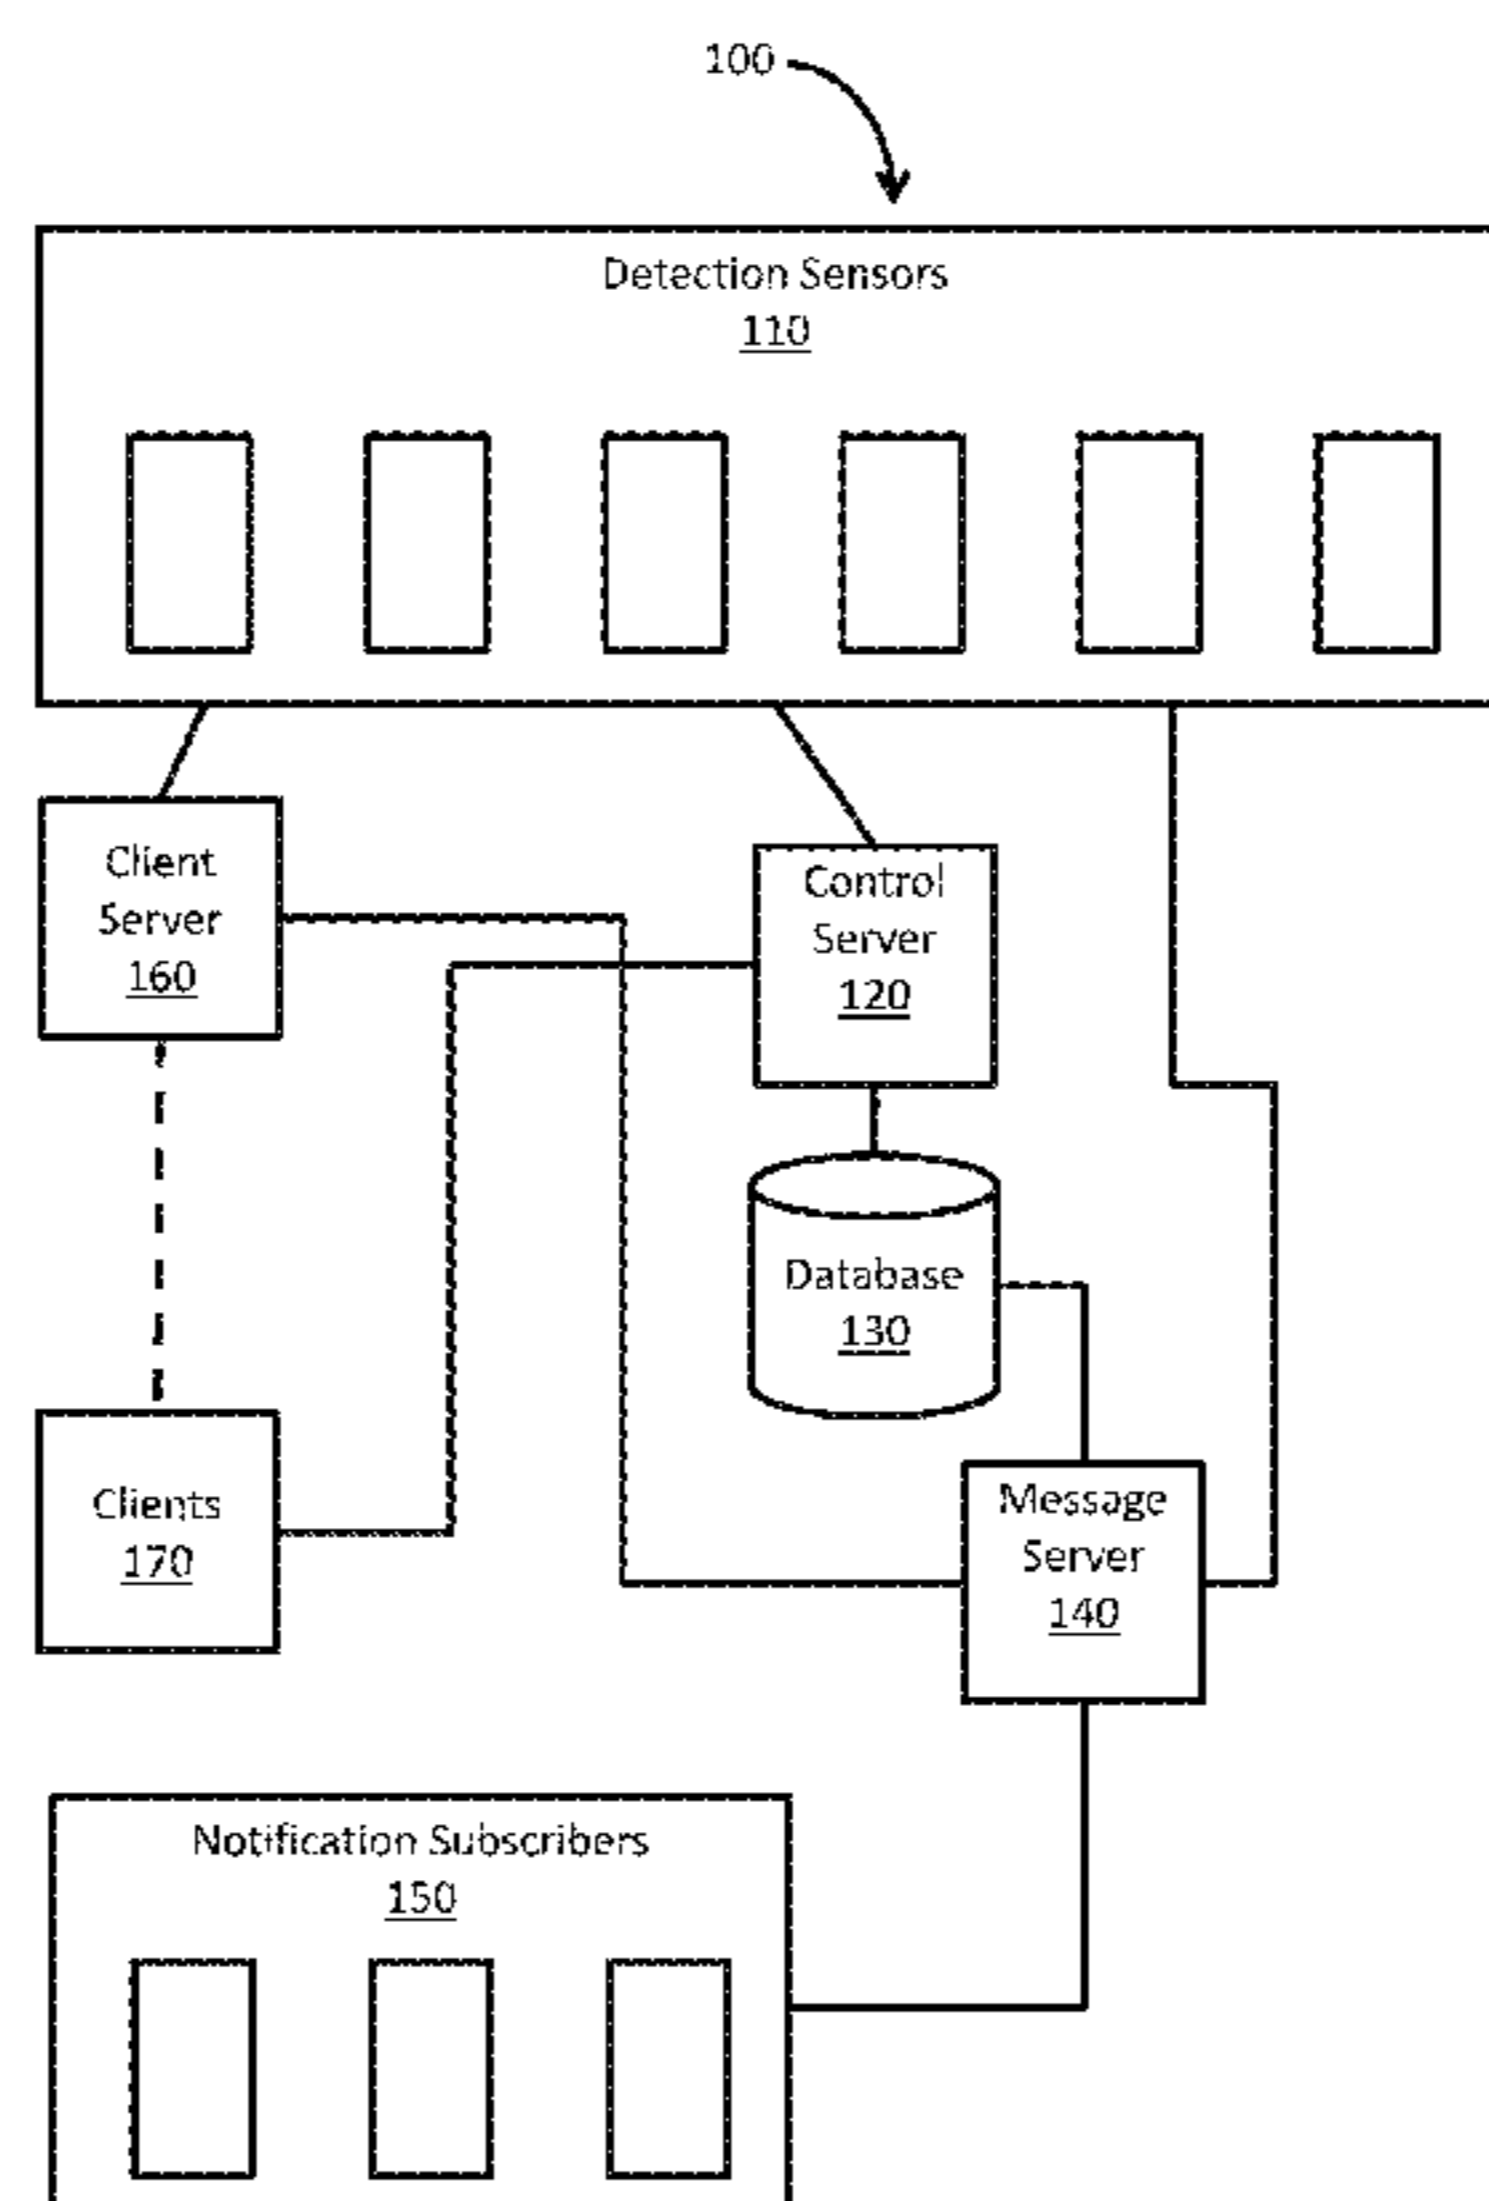 100
Detection Sensors
110
Client
Server
160
Control
Server
120
Database
130
Clients
170
Message
Server
140
Notification Subscribers
150